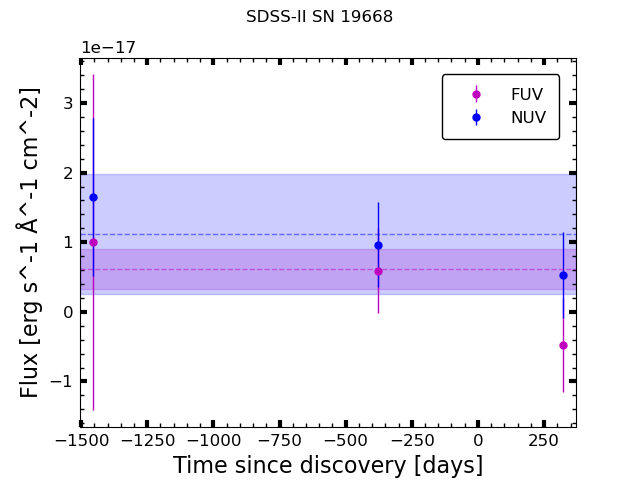 SDSS-II SN 19668
1e−17
FUV
NUV
3
2
1
0
−1
Flux [erg s^-1 Å^-1 cm^-2]
−1500 −1250 −1000 −750 −500 −250 0 250
Time since discovery [days]